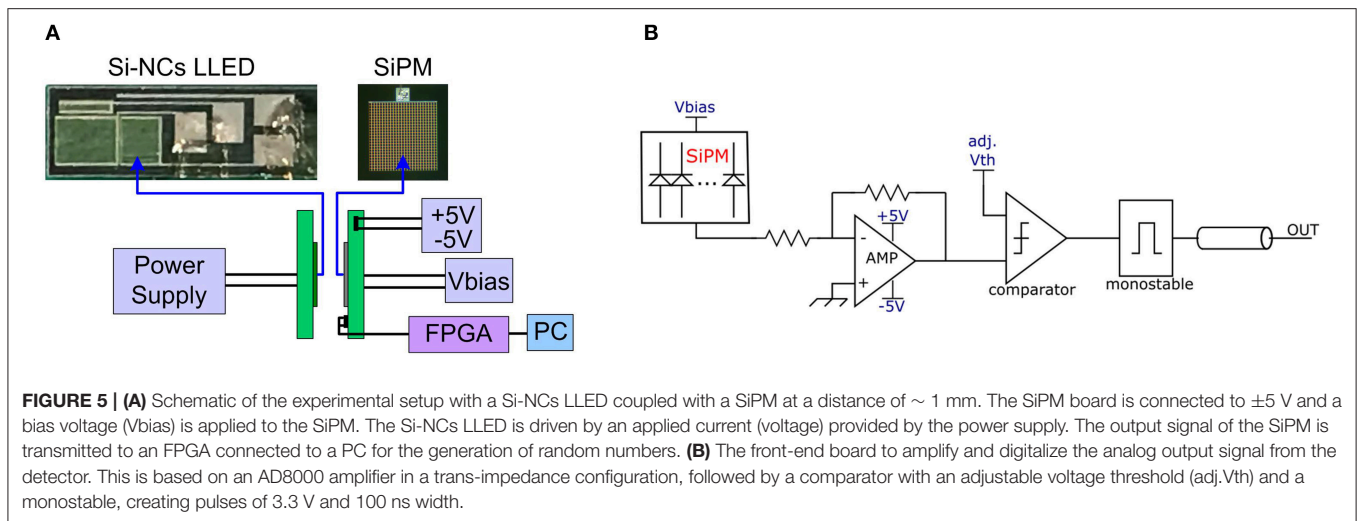 A
Si-NCs LLED
SiPM
+5V
-5V
Power
Supply
Vbias
FPGA
PC
B
Vbias
SiPM
...
adj.
Vth
+5V
-
AMP
+
-5V
comparator
monostable
OUT
FIGURE 5 | (A) Schematic of the experimental setup with a Si-NCs LLED coupled with a SiPM at a distance of ∼ 1 mm. The SiPM board is connected to ±5 V and a
bias voltage (Vbias) is applied to the SiPM. The Si-NCs LLED is driven by an applied current (voltage) provided by the power supply. The output signal of the SiPM is
transmitted to an FPGA connected to a PC for the generation of random numbers. (B) The front-end board to amplify and digitalize the analog output signal from the
detector. This is based on an AD8000 amplifier in a trans-impedance configuration, followed by a comparator with an adjustable voltage threshold (adj.Vth) and a
monostable, creating pulses of 3.3 V and 100 ns width.